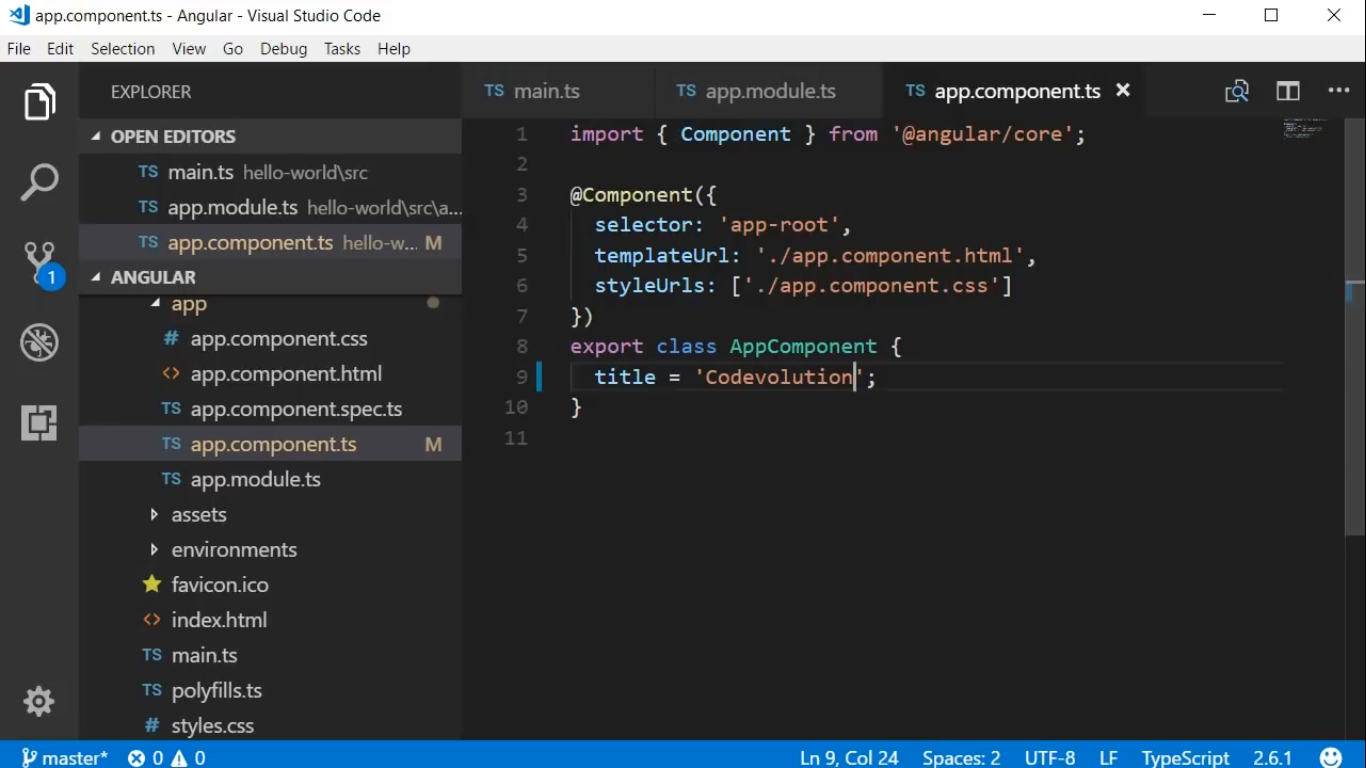 app.component.ts - Angular - Visual Studio Code
File Edit Selection View Go Debug Tasks Help
EXPLORER
OPEN EDITORS
TS main.ts hello-world\src
TS app.module.ts hello-world\src\a...
TS app.component.ts hello-w... M
1
ANGULAR
app
# app.component.css
<> app.component.html
TS app.component.spec.ts
TS app.component.ts M
TS app.module.ts
assets
environments
favicon.ico
<> index.html
TS main.ts
TS polyfills.ts
# styles.css
TS main.ts TS app.module.ts TS app.component.ts
1 import { Component } from '@angular/core';
2
3 @Component({
4 selector: 'app-root',
5 templateUrl: './app.component.html',
6 styleUrls: ['./app.component.css']
7 })
8 export class AppComponent {
9 title = 'Codevolution';
10 }
11
master* 0 0 Ln 9, Col 24 Spaces: 2 UTF-8 LF TypeScript 2.6.1